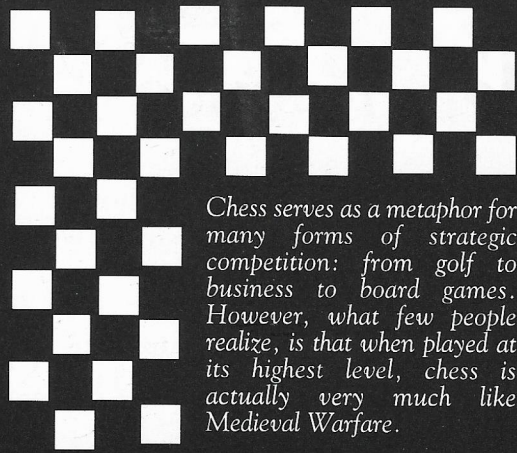 Chess serves as a metaphor for
many forms of strategic
competition: from golf to
business to board games.
However, what few people
realize, is that when played at
its highest level, chess is
actually very much like
Medieval Warfare.